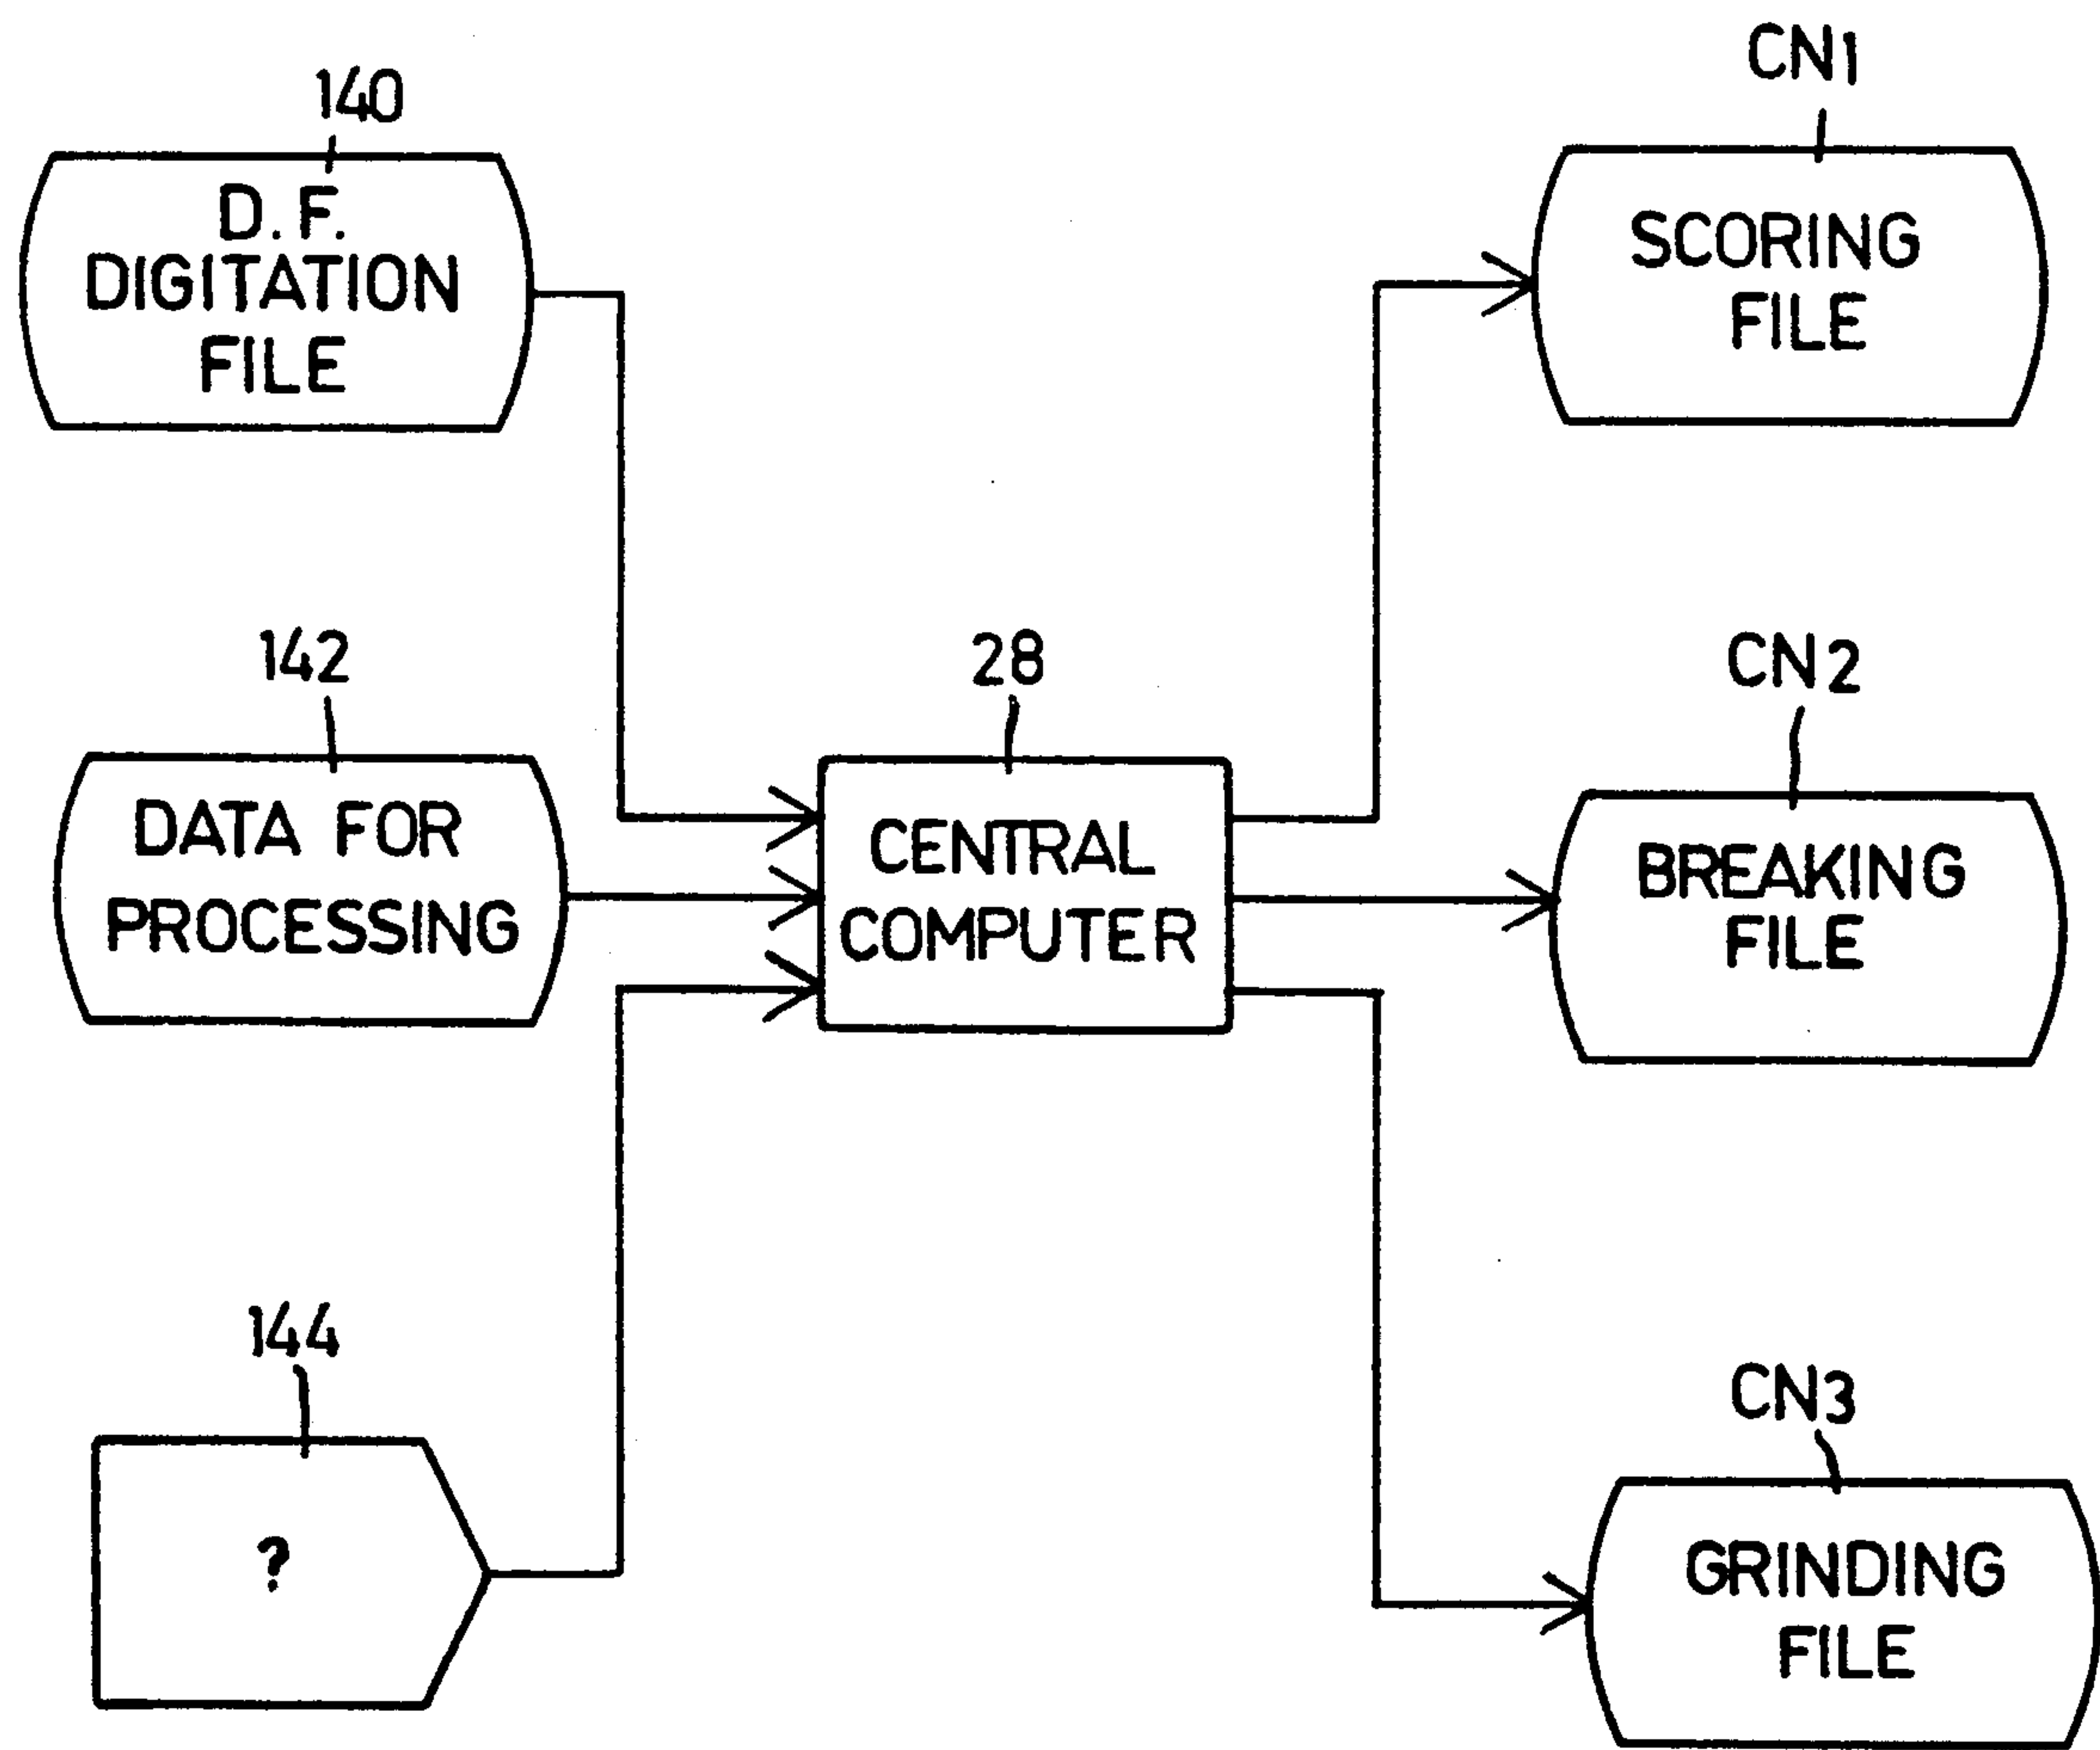 140
D.F.
DIGITATION
FILE
142
DATA FOR
PROCESSING
144
?
28
CENTRAL
COMPUTER
CN1
SCORING
FILE
CN2
BREAKING
FILE
CN3
GRINDING
FILE